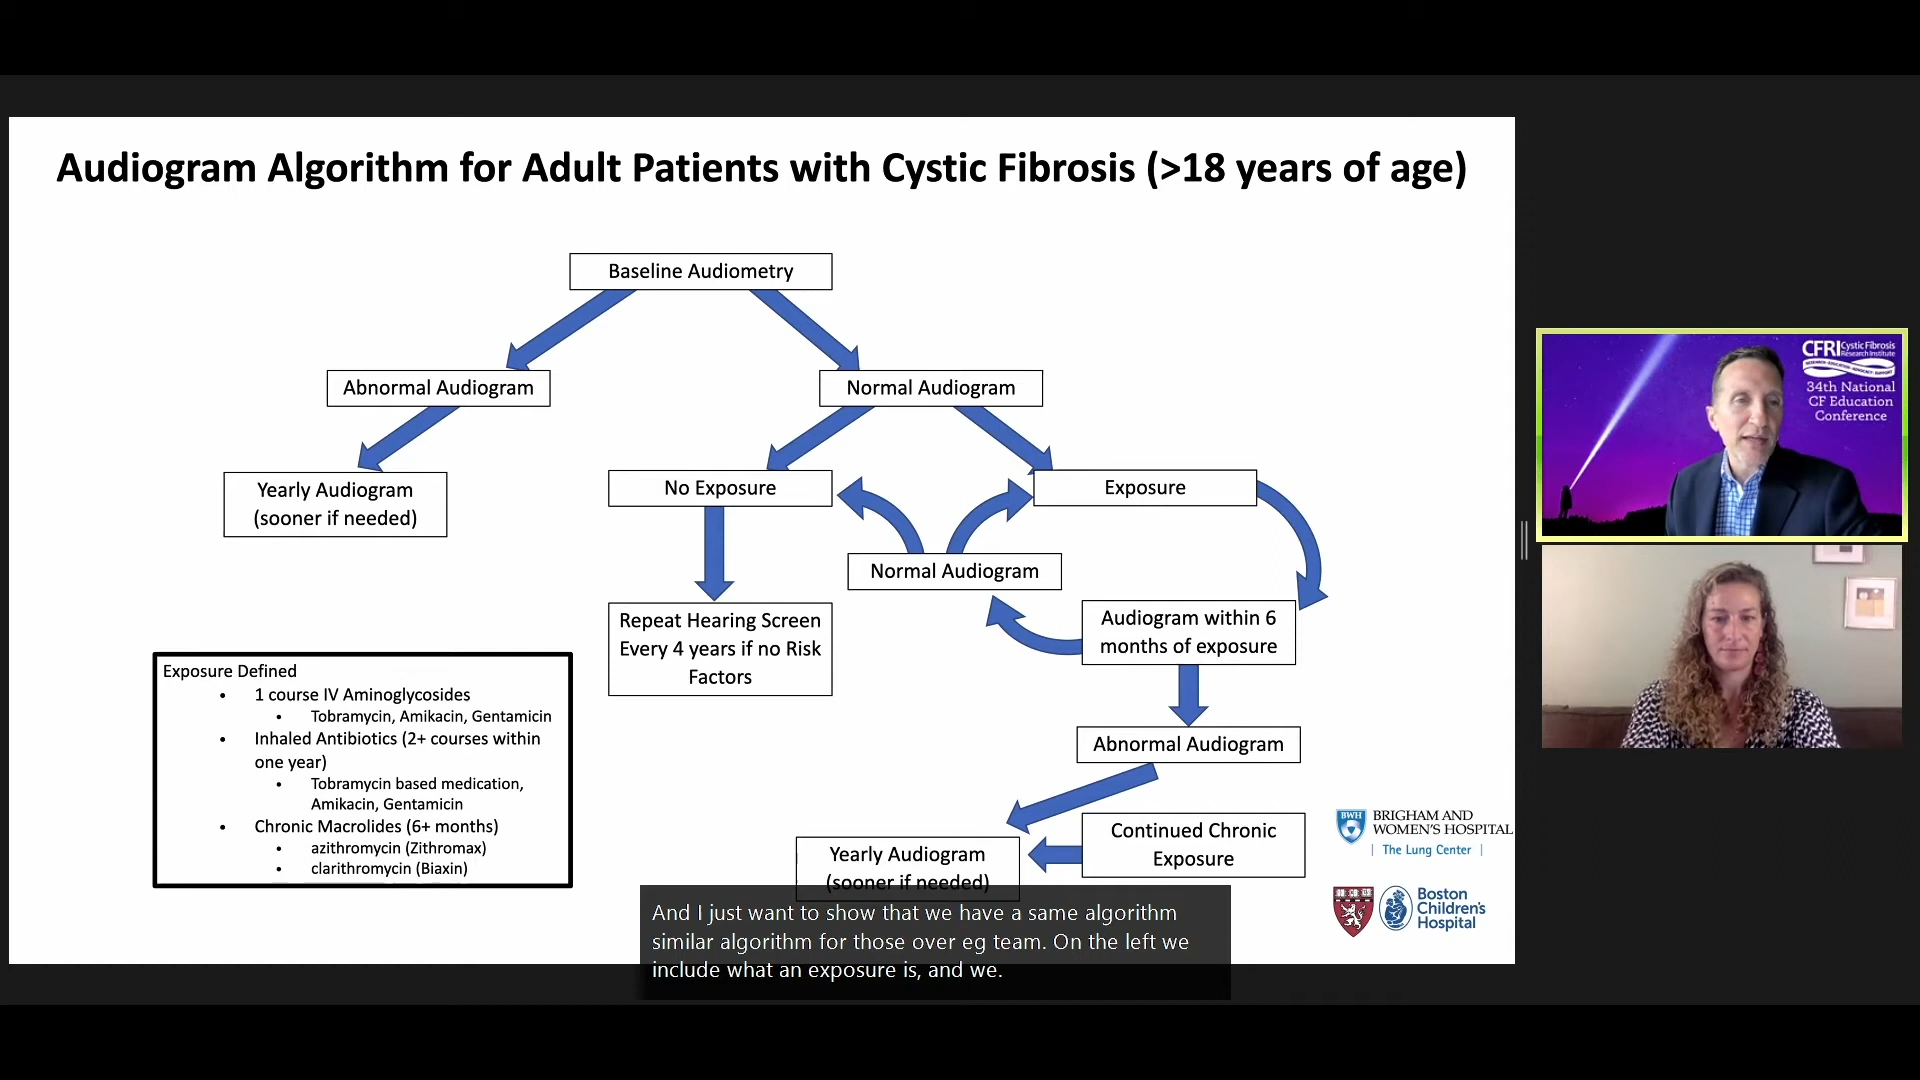 Audiogram Algorithm for Adult Patients with Cystic Fibrosis (>18 years of age)
Baseline Audiometry
Abnormal Audiogram
Normal Audiogram
Yearly Audiogram
(sooner if needed)
No Exposure
Exposure
Normal Audiogram
Repeat Hearing Screen
Every 4 years if no Risk
Factors
Audiogram within 6
months of exposure
Abnormal Audiogram
Continued Chronic
Exposure
Yearly Audiogram
(sooner if needed)
Exposure Defined
• 1 course IV Aminoglycosides
• Tobramycin, Amikacin, Gentamicin
• Inhaled Antibiotics (2+ courses within
one year)
• Tobramycin based medication,
Amikacin, Gentamicin
• Chronic Macrolides (6+ months)
• azithromycin (Zithromax)
• clarithromycin (Biaxin)
BWH
BRIGHAM AND
WOMEN'S HOSPITAL
| The Lung Center |
Boston
Children's
Hospital
And I just want to show that we have a same algorithm
similar algorithm for those over eg team. On the left we
include what an exposure is, and we.
CFRI Cystic Fibrosis
Research Institute
RESEARCH · EDUCATION · ADVOCACY · SUPPORT
34th National
CF Education
Conference